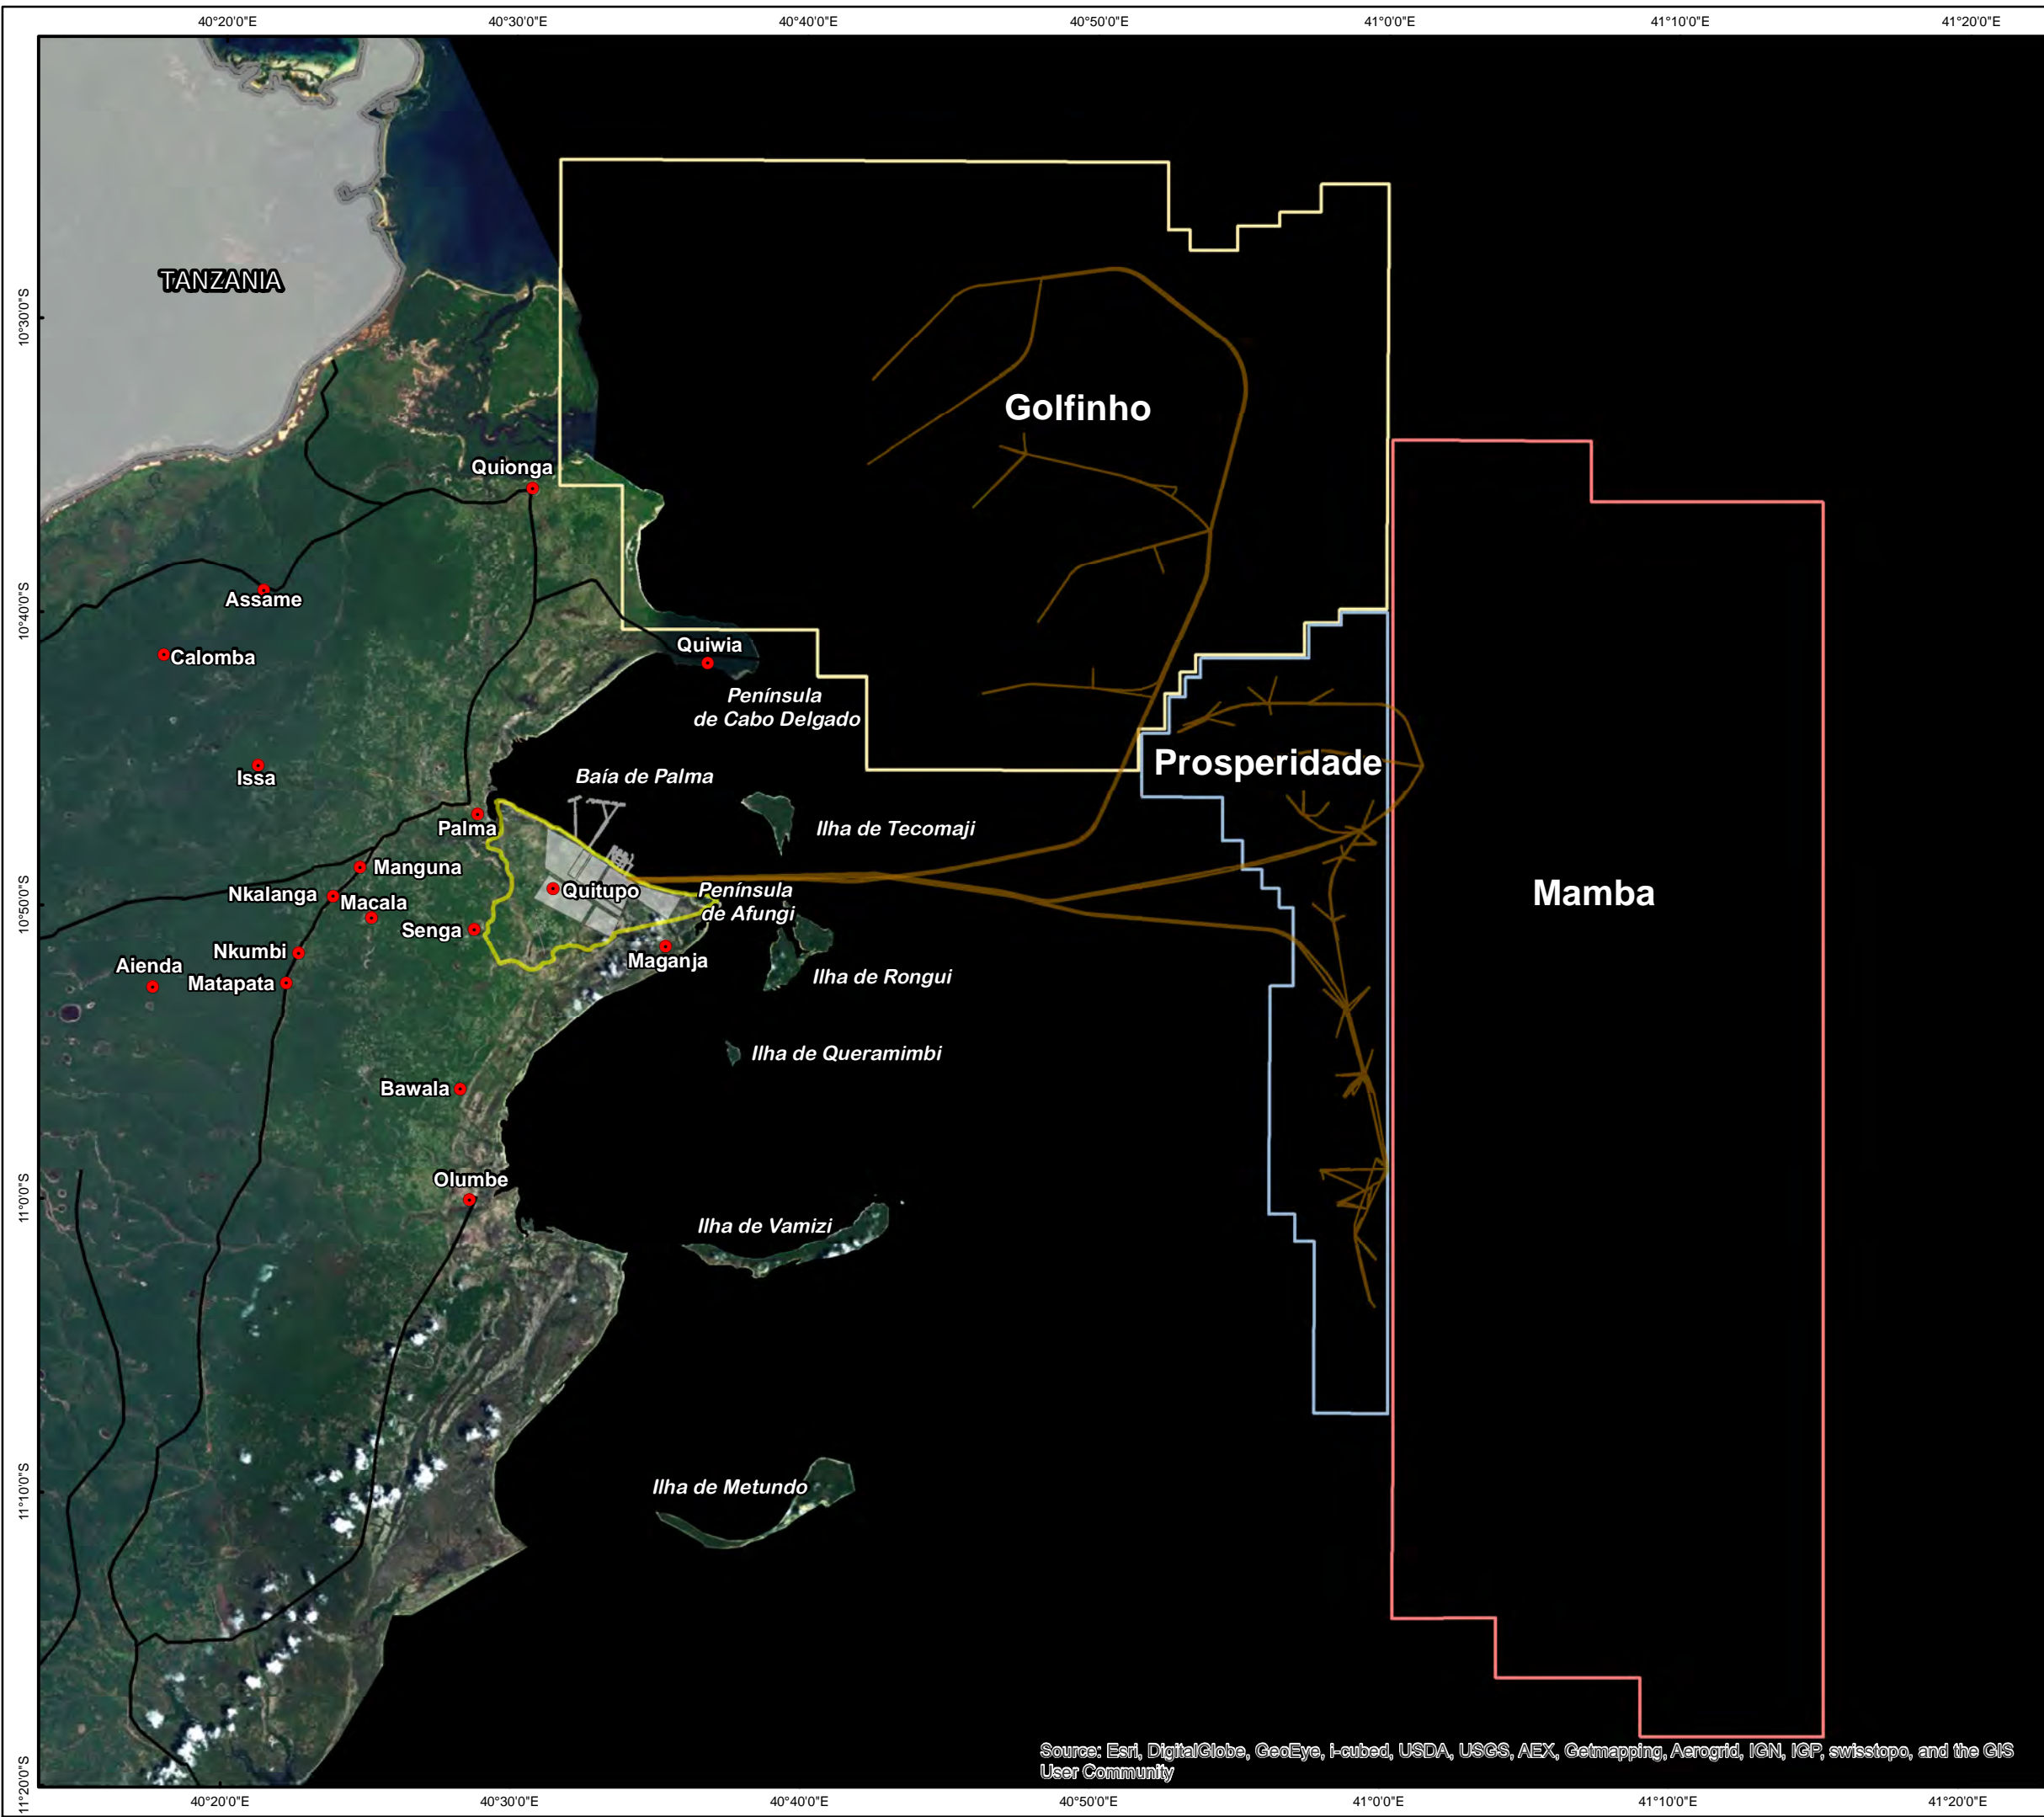 40°20'0"E
40°30'0"E
40°40'0"E
40°50'0"E
41°0'0"E
41°10'0"E
41°20'0"E
TANZANIA
10°30'0"S
Golfinho
Quionga
10°40'0"S
Assame
Calomba
Quiwia
Península
de Cabo Delgado
Prosperidade
Issa
Baía de Palma
Palma
Ilha de Tecomaji
Manguna
Nkalanga
Macala
Quitupo
Península
de Afungi
Mamba
10°50'0"S
Senga
Nkumbi
Maganja
Aienda
Matapata
Ilha de Rongui
Ilha de Queramimbi
Bawala
Olumbe
11°0'0"S
Ilha de Vamizi
11°10'0"S
Ilha de Metundo
Source: Esri, DigitalGlobe, GeoEye, i-cubed, USDA, USGS, AEX, Getmapping, Aerogrid, IGN, IGP, swisstopo, and the GIS
User Community
11°20'0"S
40°20'0"E
40°30'0"E
40°40'0"E
40°50'0"E
41°0'0"E
41°10'0"E
41°20'0"E